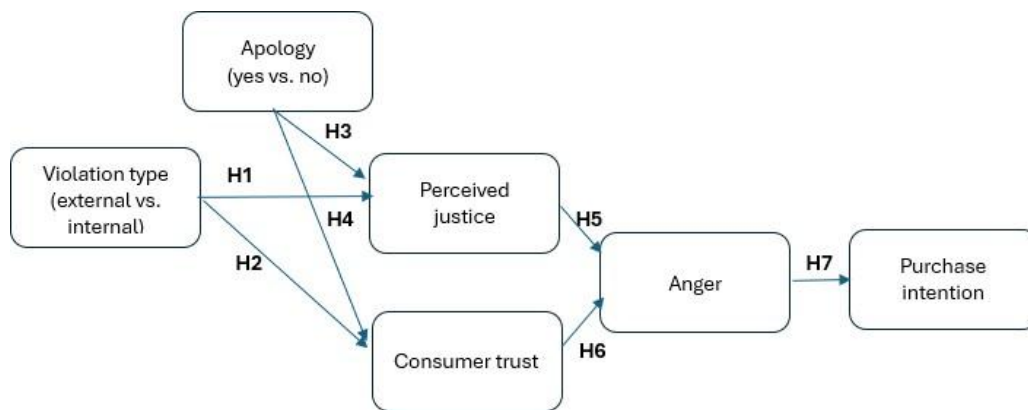 Apology
(yes vs. no)
H3
Violation type
(external vs.
internal)
H1
Perceived
justice
H4
H5
H2
H7
Purchase
intention
Anger
H6
Consumer trust